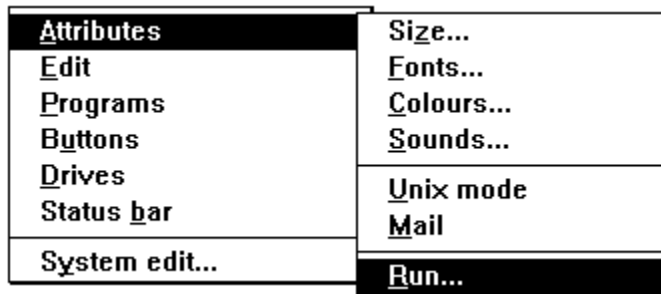 Attributes
Edit
Programs
Buttons
Drives
Status bar
System edit...
Size...
Fonts...
Colours...
Sounds...
Unix mode
Mail
Run...